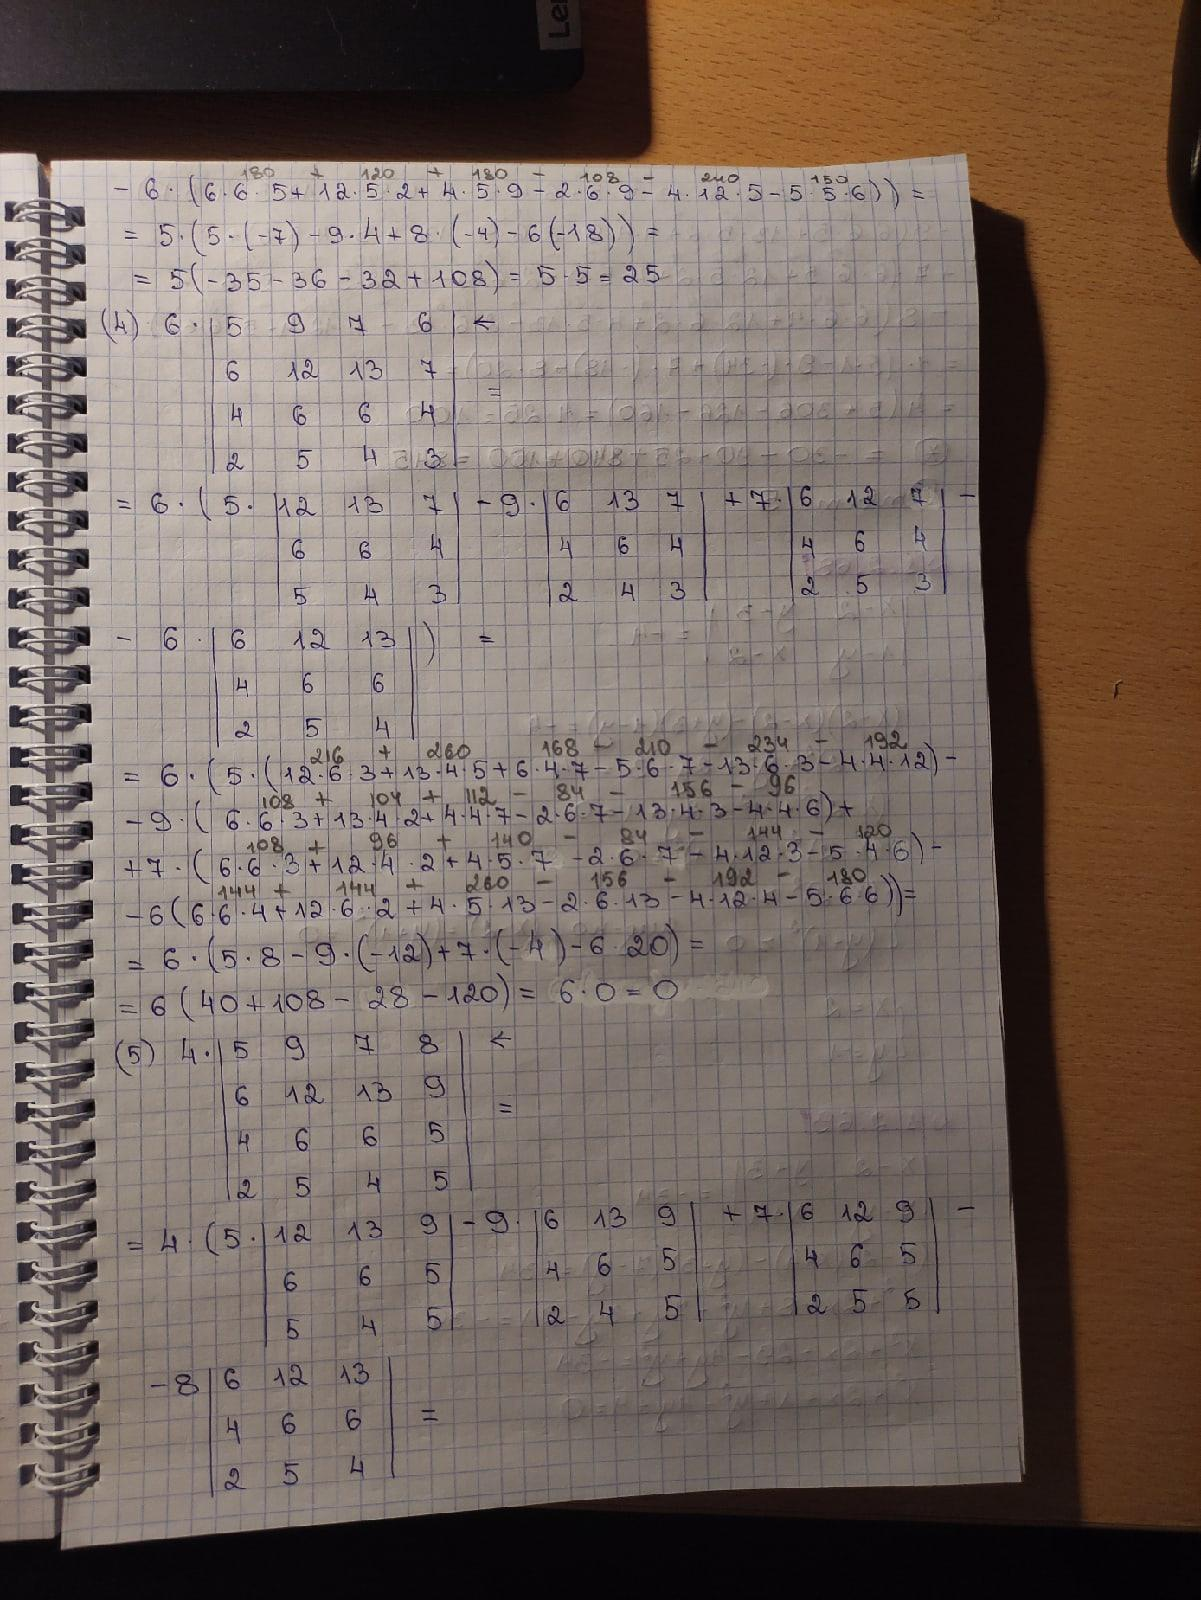 Len
180 + 120 + 180 - 108 - 240 150
- 6·(6·6·5+12·5·2+4·5·9-2·6·9-4·12·5-5·5·6))=
= 5·(5·(-7)-9·4+8·(-4)-6(-18))=
= 5(-35-36-32+108)= 5·5=25
(4) 6· | 5 9 7 6 | ←
| 6 12 13 7 |
| 4 6 6 4 | =
| 2 5 4 3 |
= 6·(5· | 12 13 7 | -9· | 6 13 7 | +7· | 6 12 7 | -
| 6 6 4 | | 4 6 4 | | 4 6 4 |
| 5 4 3 | | 2 4 3 | | 2 5 3 |
- 6· | 6 12 13 | ) =
| 4 6 6 |
| 2 5 4 |
216 + 260 168 - 210 - 234 - 192
= 6·(5·(12·6·3+13·4·5+6·4·7-5·6·7-13·6·3-4·4·12)-
108 + 104 + 112 - 84 - 156 - 96
-9·(6·6·3+13·4·2+4·4·7-2·6·7-13·4·3-4·4·6)+
108 + 96 + 140 - 84 - 144 - 120
+7·(6·6·3+12·4·2+4·5·7-2·6·7-4·12·3-5·4·6)-
144 + 144 + 260 - 156 - 192 - 180
-6(6·6·4+12·6·2+4·5·13-2·6·13-4·12·4-5·6·6))=
= 6·(5·8-9·(-12)+7·(-4)-6·20)=
= 6(40+108-28-120)= 6·0=0
(5) 4· | 5 9 7 8 | ←
| 6 12 13 9 | =
| 4 6 6 5 |
| 2 5 4 5 |
= 4·(5· | 12 13 9 | -9· | 6 13 9 | +7· | 6 12 9 | -
| 6 6 5 | | 4 6 5 | | 4 6 5 |
| 5 4 5 | | 2 4 5 | | 2 5 5 |
-8 | 6 12 13 |
| 4 6 6 | =
| 2 5 4 |